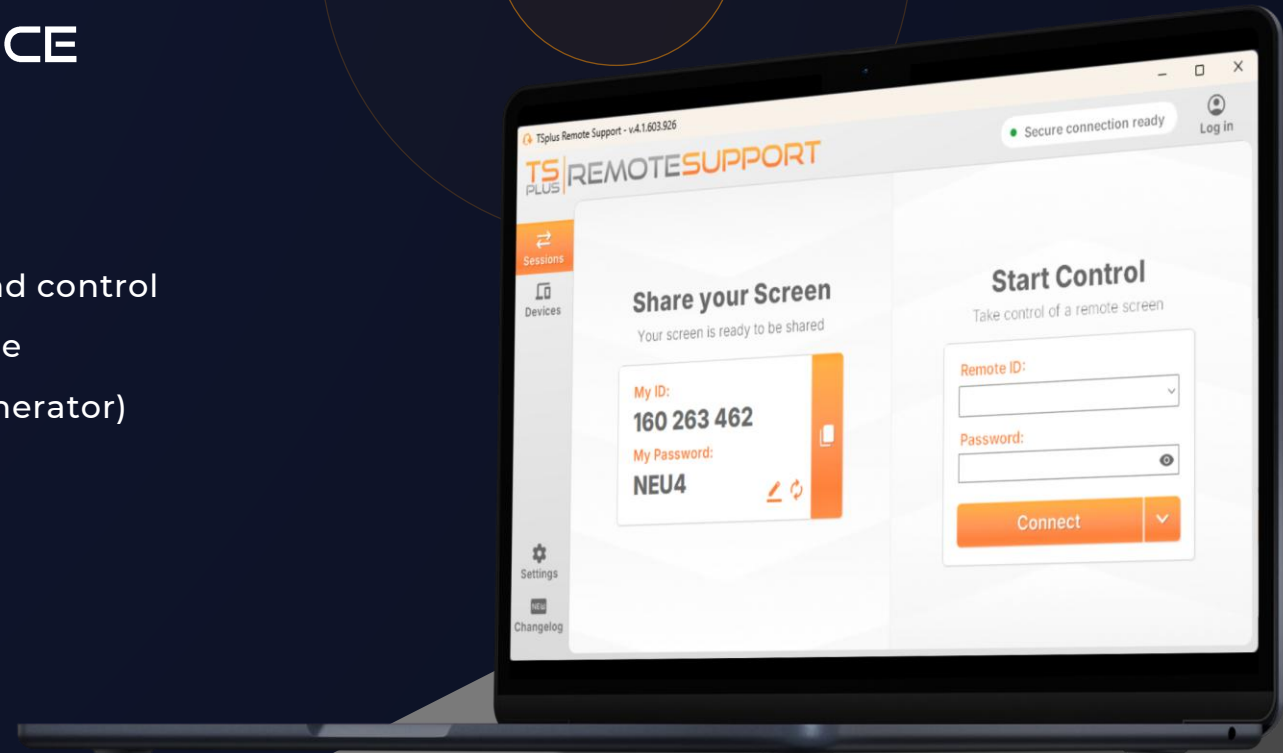 CE
nd control
e
nerator)
TSplus Remote Support - v.4.1.603.926
Secure connection ready
Log in
TS PLUS REMOTESUPPORT
Sessions
Devices
Share your Screen
Your screen is ready to be shared
My ID:
160 263 462
My Password:
NEU4
Start Control
Take control of a remote screen
Remote ID:
Password:
Connect
Settings
NEW
Changelog